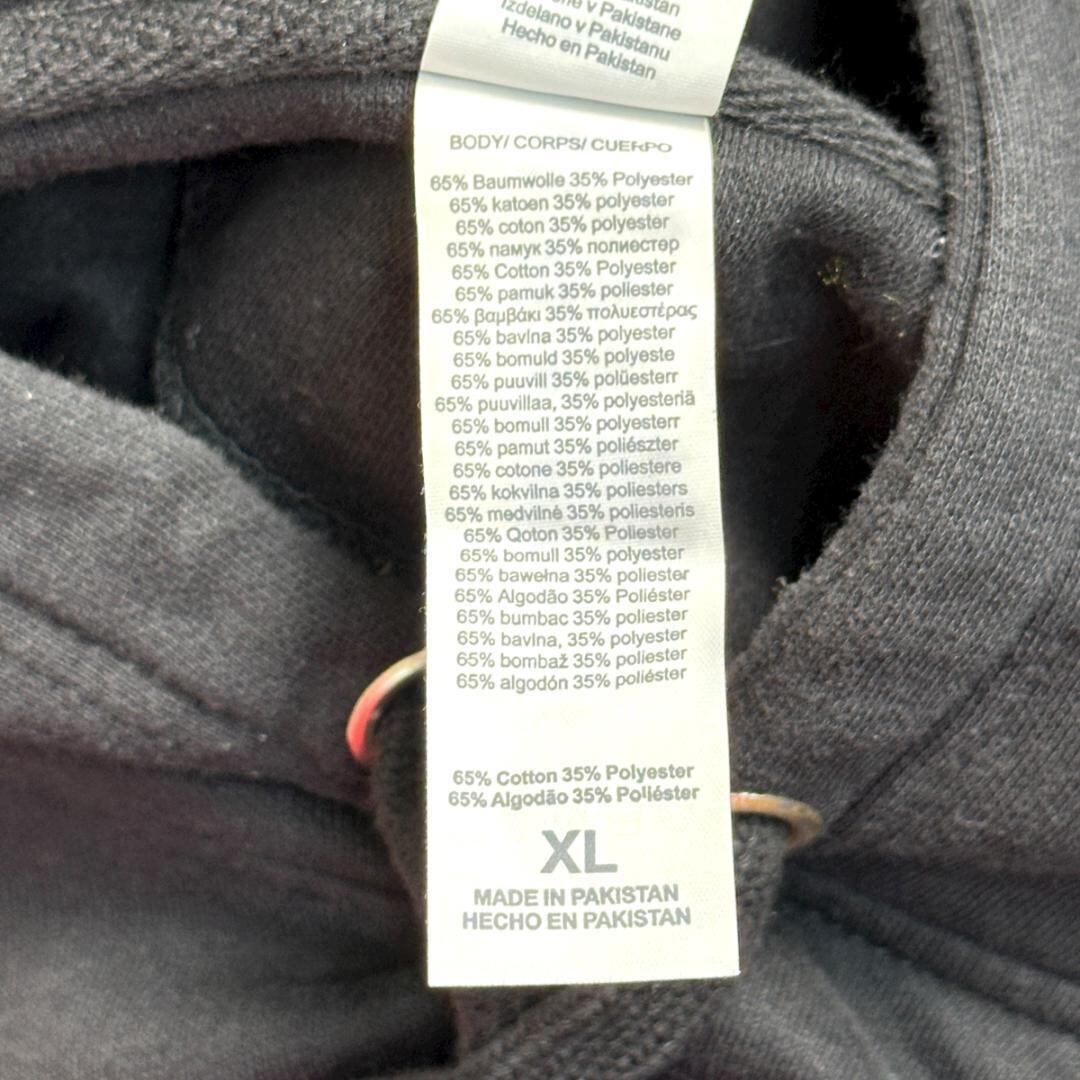 Pakistan
v Pakistane
Izdelano v Pakistanu
Hecho en Pakistan
BODY/ CORPS/ CUERPO
65% Baumwolle 35% Polyester
65% katoen 35% polyester
65% coton 35% polyester
65% памук 35% полиестер
65% Cotton 35% Polyester
65% pamuk 35% poliester
65% βαμβάκι 35% πολυεστέρας
65% bavlna 35% polyester
65% bomuld 35% polyeste
65% puuvill 35% polüesterr
65% puuvillaa, 35% polyesteriä
65% bomull 35% polyesterr
65% pamut 35% poliészter
65% cotone 35% poliestere
65% kokvilna 35% poliesters
65% medvilnė 35% poliesteris
65% Qoton 35% Poliester
65% bomull 35% polyester
65% bawełna 35% poliester
65% Algodão 35% Poliéster
65% bumbac 35% poliester
65% bavlna, 35% polyester
65% bombaž 35% poliester
65% algodón 35% poliéster
65% Cotton 35% Polyester
65% Algodão 35% Poliéster
XL
MADE IN PAKISTAN
HECHO EN PAKISTAN